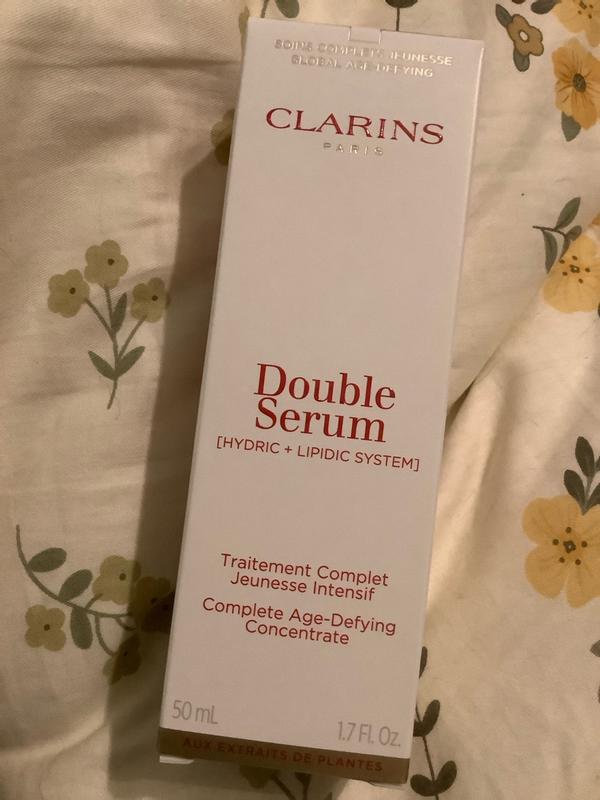 SOINS COMPLETS JEUNESSE
GLOBAL AGE-DEFYING
CLARINS
PARIS
Double
Serum
[HYDRIC + LIPIDIC SYSTEM]
Traitement Complet
Jeunesse Intensif
Complete Age-Defying
Concentrate
50 mL 1.7 Fl. Oz.
AUX EXTRAITS DE PLANTES